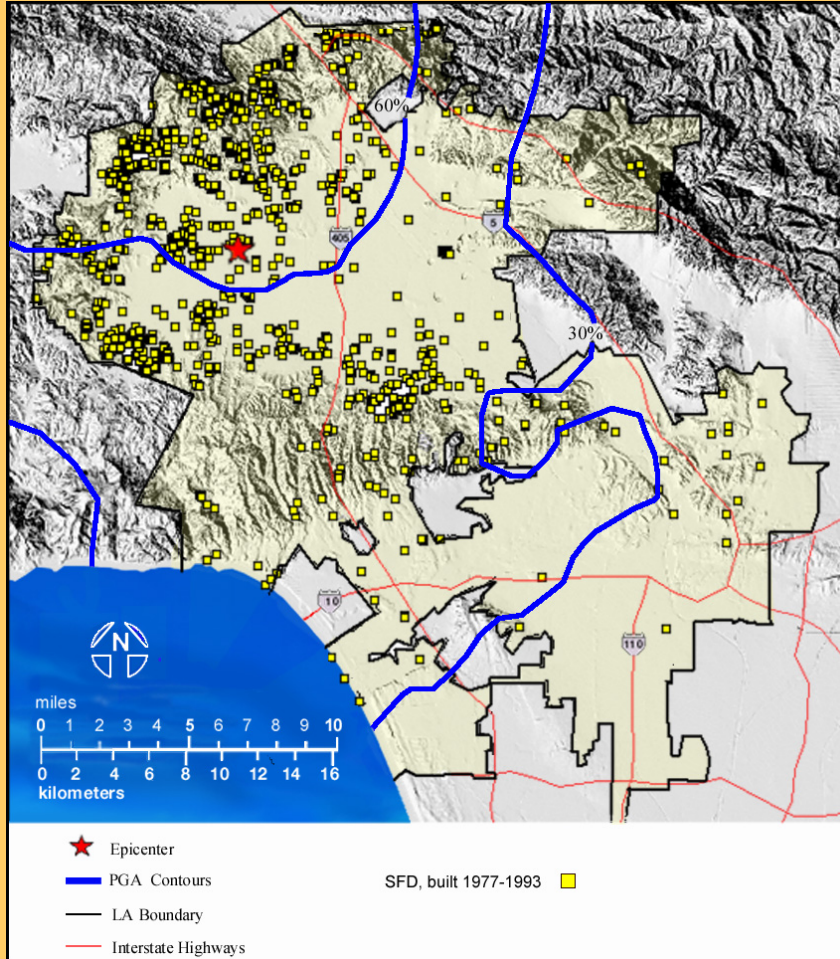 60%
405
5
30%
10
110
N
miles
0 1 2 3 4 5 6 7 8 9 10
0 2 4 6 8 10 12 14 16
kilometers
Epicenter
PGA Contours
SFD, built 1977-1993
LA Boundary
Interstate Highways